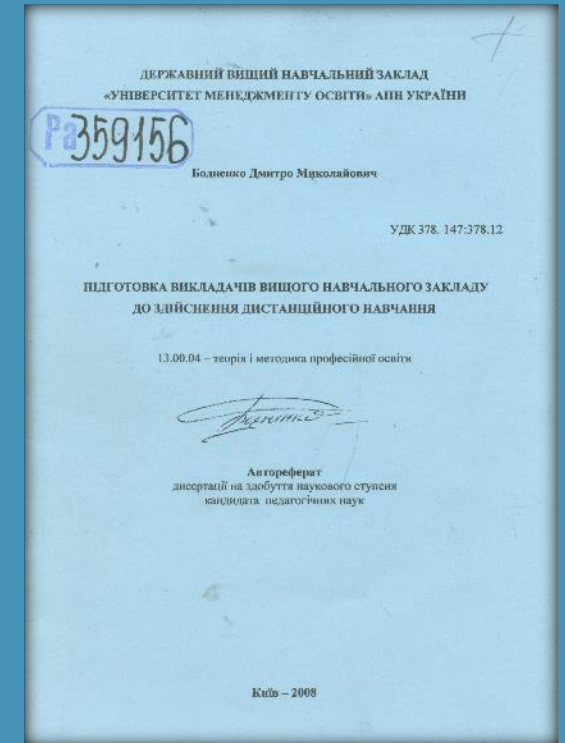 ДЕРЖАВНИЙ ВИЩИЙ НАВЧАЛЬНИЙ ЗАКЛАД
«УНІВЕРСИТЕТ МЕНЕДЖМЕНТУ ОСВІТИ» АПН УКРАЇНИ
Ра359156
Бодненко Дмитро Миколайович
УДК 378. 147:378.12
ПІДГОТОВКА ВИКЛАДАЧІВ ВИЩОГО НАВЧАЛЬНОГО ЗАКЛАДУ
ДО ЗДІЙСНЕННЯ ДИСТАНЦІЙНОГО НАВЧАННЯ
13.00.04 – теорія і методика професійної освіти
Автореферат
дисертації на здобуття наукового ступеня
кандидата педагогічних наук
Київ – 2008